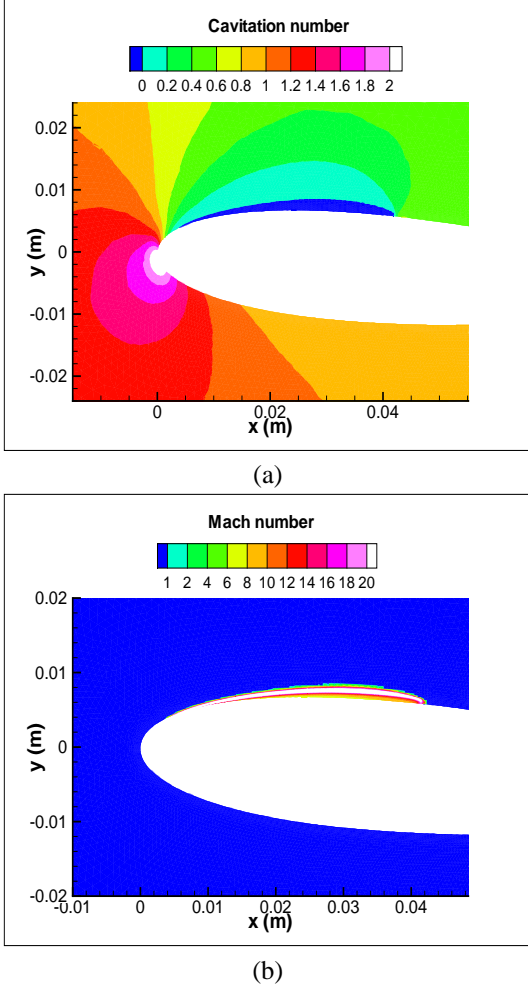 Cavitation number
0 0.2 0.4 0.6 0.8 1 1.2 1.4 1.6 1.8 2
0.02
0.01
0
-0.01
-0.02
y (m)
0 0.02 0.04
x (m)
(a)
Mach number
1 2 4 6 8 10 12 14 16 18 20
0.02
0.01
0
-0.01
-0.02
y (m)
-0.01 0 0.01 0.02 0.03 0.04
x (m)
(b)